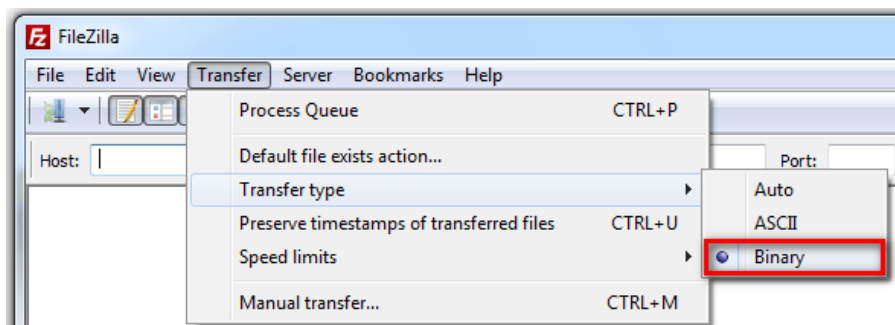 FileZilla
File Edit View Transfer Server Bookmarks Help
Process Queue CTRL+P
Host: Default file exists action... Port:
Transfer type Auto
Preserve timestamps of transferred files CTRL+U ASCII
Speed limits Binary
Manual transfer... CTRL+M